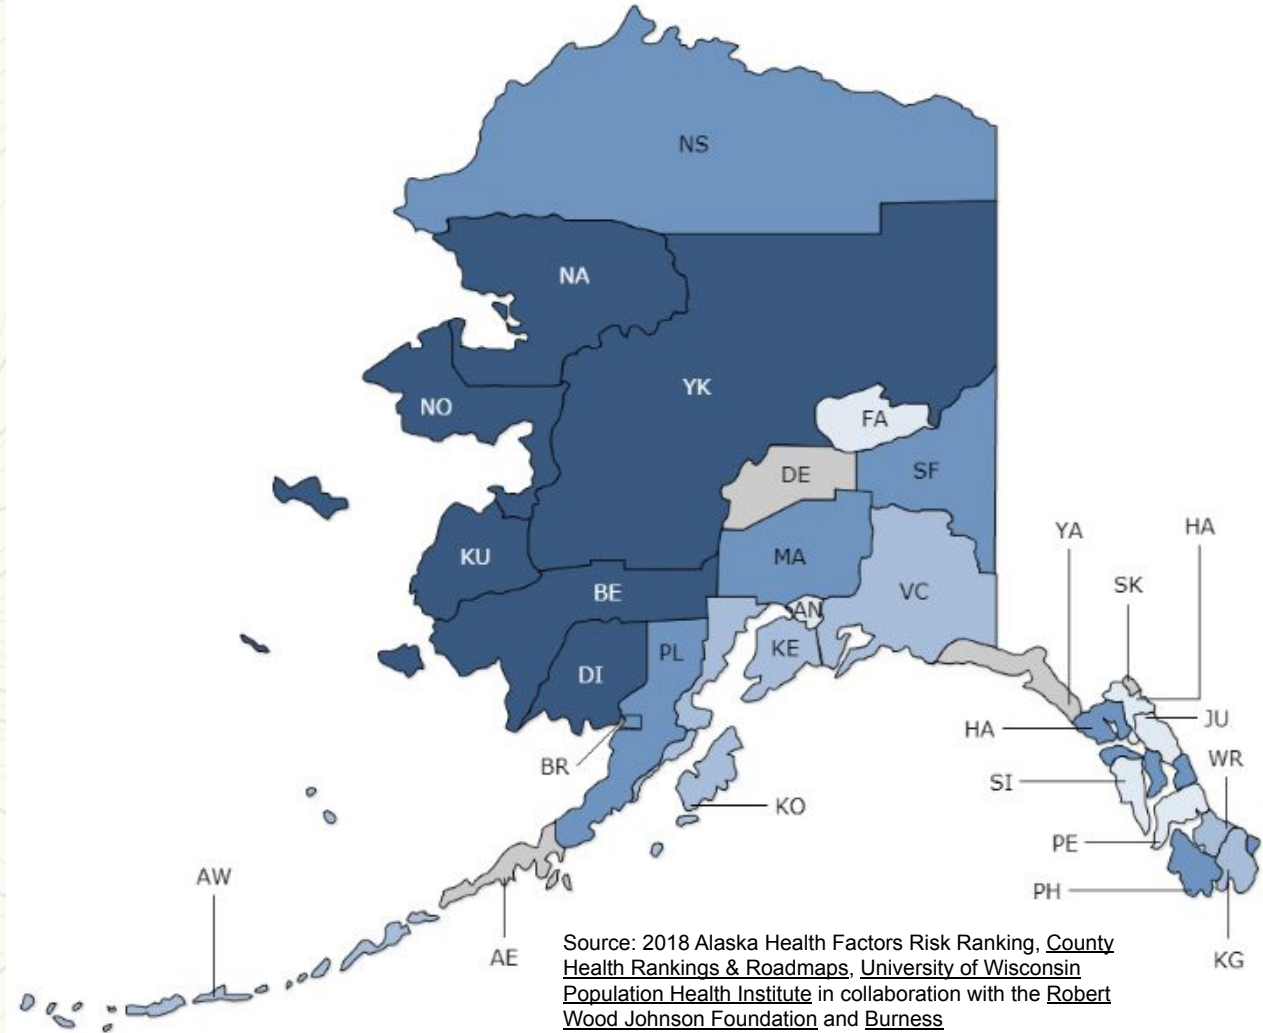 NS
NA
YK
NO
FA
DE
SF
YA
HA
KU
MA
SK
BE
VC
AN
KE
PL
DI
HA
JU
BR
WR
SI
KO
PE
AW
PH
AE
KG
Source: 2018 Alaska Health Factors Risk Ranking, County
Health Rankings & Roadmaps, University of Wisconsin
Population Health Institute in collaboration with the Robert
Wood Johnson Foundation and Burness